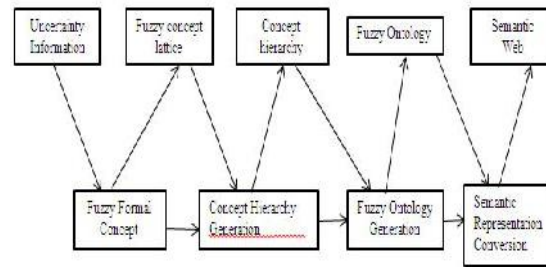 Uncertainty
Information
Fuzzy concept
lattice
Concept
hierarchy
Fuzzy Ontology
Semantic
Web
Fuzzy Formal
Concept
Concept Hierarchy
Generation
Fuzzy Ontology
Generation
Semantic
Representation
Conversion